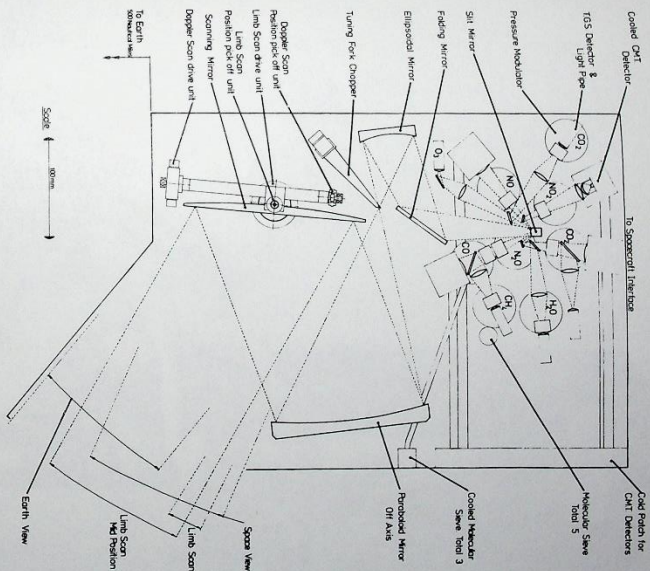 To Spacecraft Interface
Cooled CMT
Detector
TGS Detector &
Light Pipe
Pressure Modulator
Slit Mirror
Folding Mirror
Ellipsoidal Mirror
Tuning Fork Chopper
Doppler Scan
Position pick off unit
Limb Scan drive unit
Limb Scan
Position pick off unit
Scanning Mirror
Doppler Scan drive unit
To Earth
500 Nautical Miles
Scale
100mm
CO2
NO2
CO2
H2O
NO
N2O
CH4
O3
CO
Cold Patch for
CMT Detectors
Molecular Sieve
Total 5
Cooled Molecular
Sieve Total 3
Paraboloid Mirror
Off Axis
Space View
Limb Scan
Limb Scan
Mid Position
Earth View